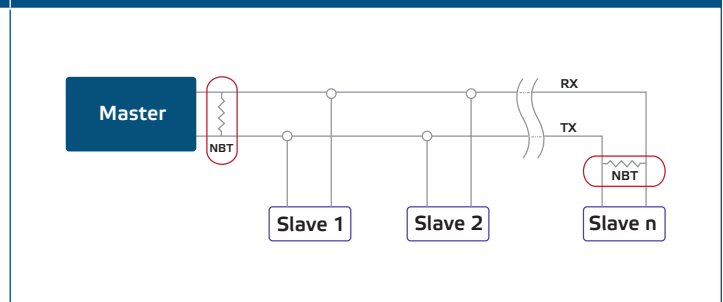 RX
Master
TX
NBT
NBT
Slave 1
Slave 2
Slave n